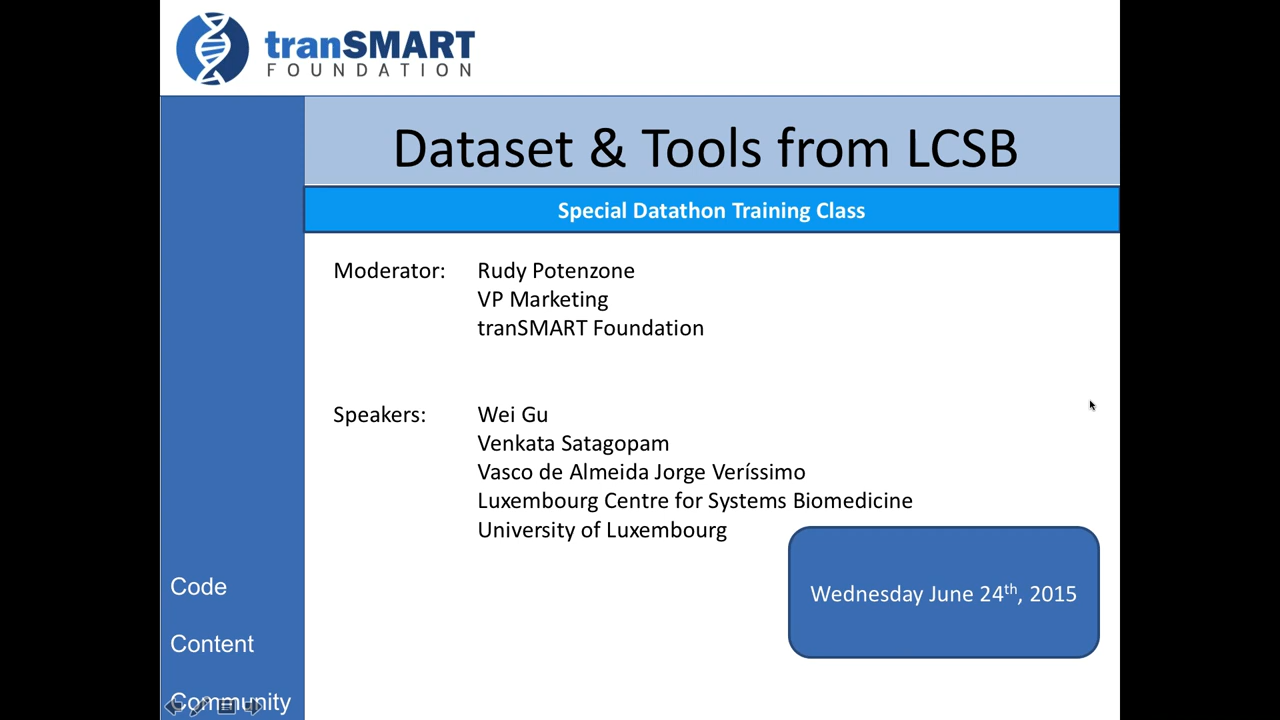 tranSMART
FOUNDATION
Dataset & Tools from LCSB
Special Datathon Training Class
Moderator: Rudy Potenzone
VP Marketing
tranSMART Foundation
Speakers: Wei Gu
Venkata Satagopam
Vasco de Almeida Jorge Veríssimo
Luxembourg Centre for Systems Biomedicine
University of Luxembourg
Wednesday June 24th, 2015
Code
Content
Community